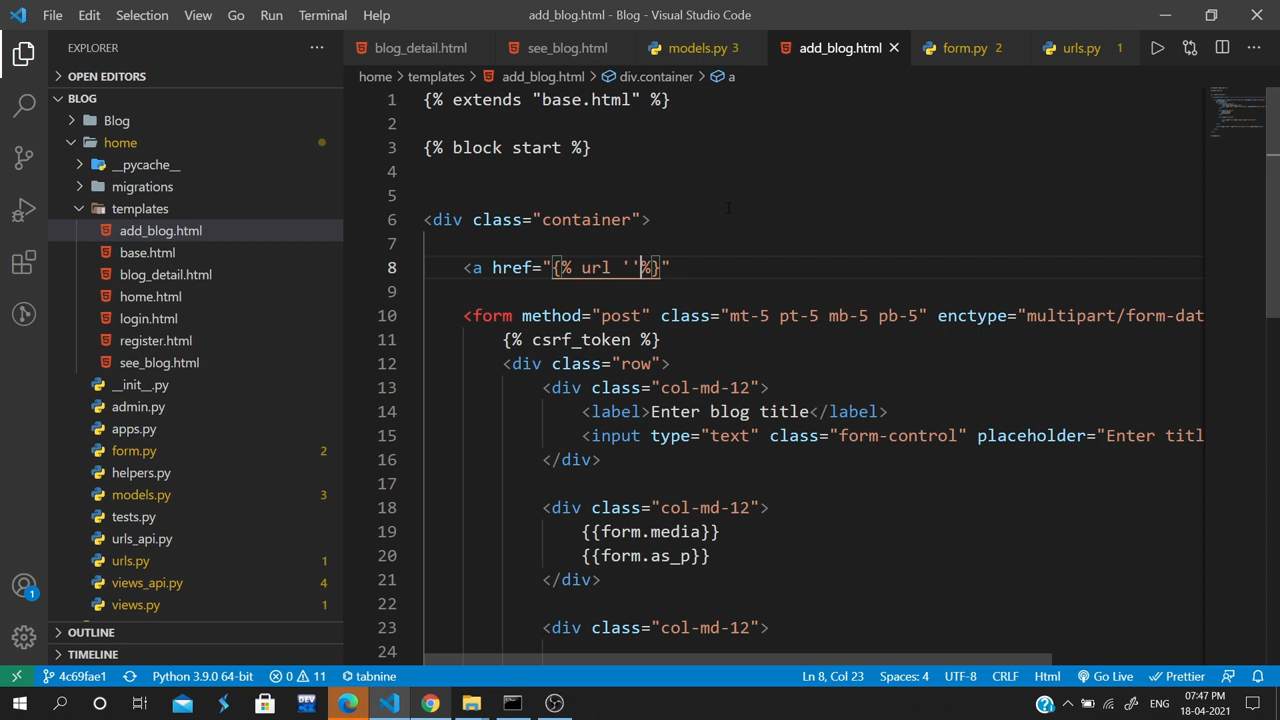 File Edit Selection View Go Run Terminal Help add_blog.html - Blog - Visual Studio Code
EXPLORER
OPEN EDITORS
BLOG
Blog
home
__pycache__
migrations
templates
add_blog.html
base.html
blog_detail.html
home.html
login.html
register.html
see_blog.html
__init__.py
admin.py
apps.py
form.py 2
helpers.py
models.py 3
tests.py
urls_api.py
urls.py 1
views_api.py 4
views.py 1
OUTLINE
TIMELINE
blog_detail.html see_blog.html models.py 3 add_blog.html form.py 2 urls.py 1
home > templates > add_blog.html > div.container > a
1 {% extends "base.html" %}
2
3 {% block start %}
4
5
6 <div class="container">
7
8 <a href="{% url ''%}"
9
10 <form method="post" class="mt-5 pt-5 mb-5 pb-5" enctype="multipart/form-dat
11 {% csrf_token %}
12 <div class="row">
13 <div class="col-md-12">
14 <label>Enter blog title</label>
15 <input type="text" class="form-control" placeholder="Enter titl
16 </div>
17
18 <div class="col-md-12">
19 {{form.media}}
20 {{form.as_p}}
21 </div>
22
23 <div class="col-md-12">
24
1
4c69fae1 Python 3.9.0 64-bit 0 11 tabnine Ln 8, Col 23 Spaces: 4 UTF-8 CRLF Html Go Live Prettier
DEV
07:47 PM
18-04-2021